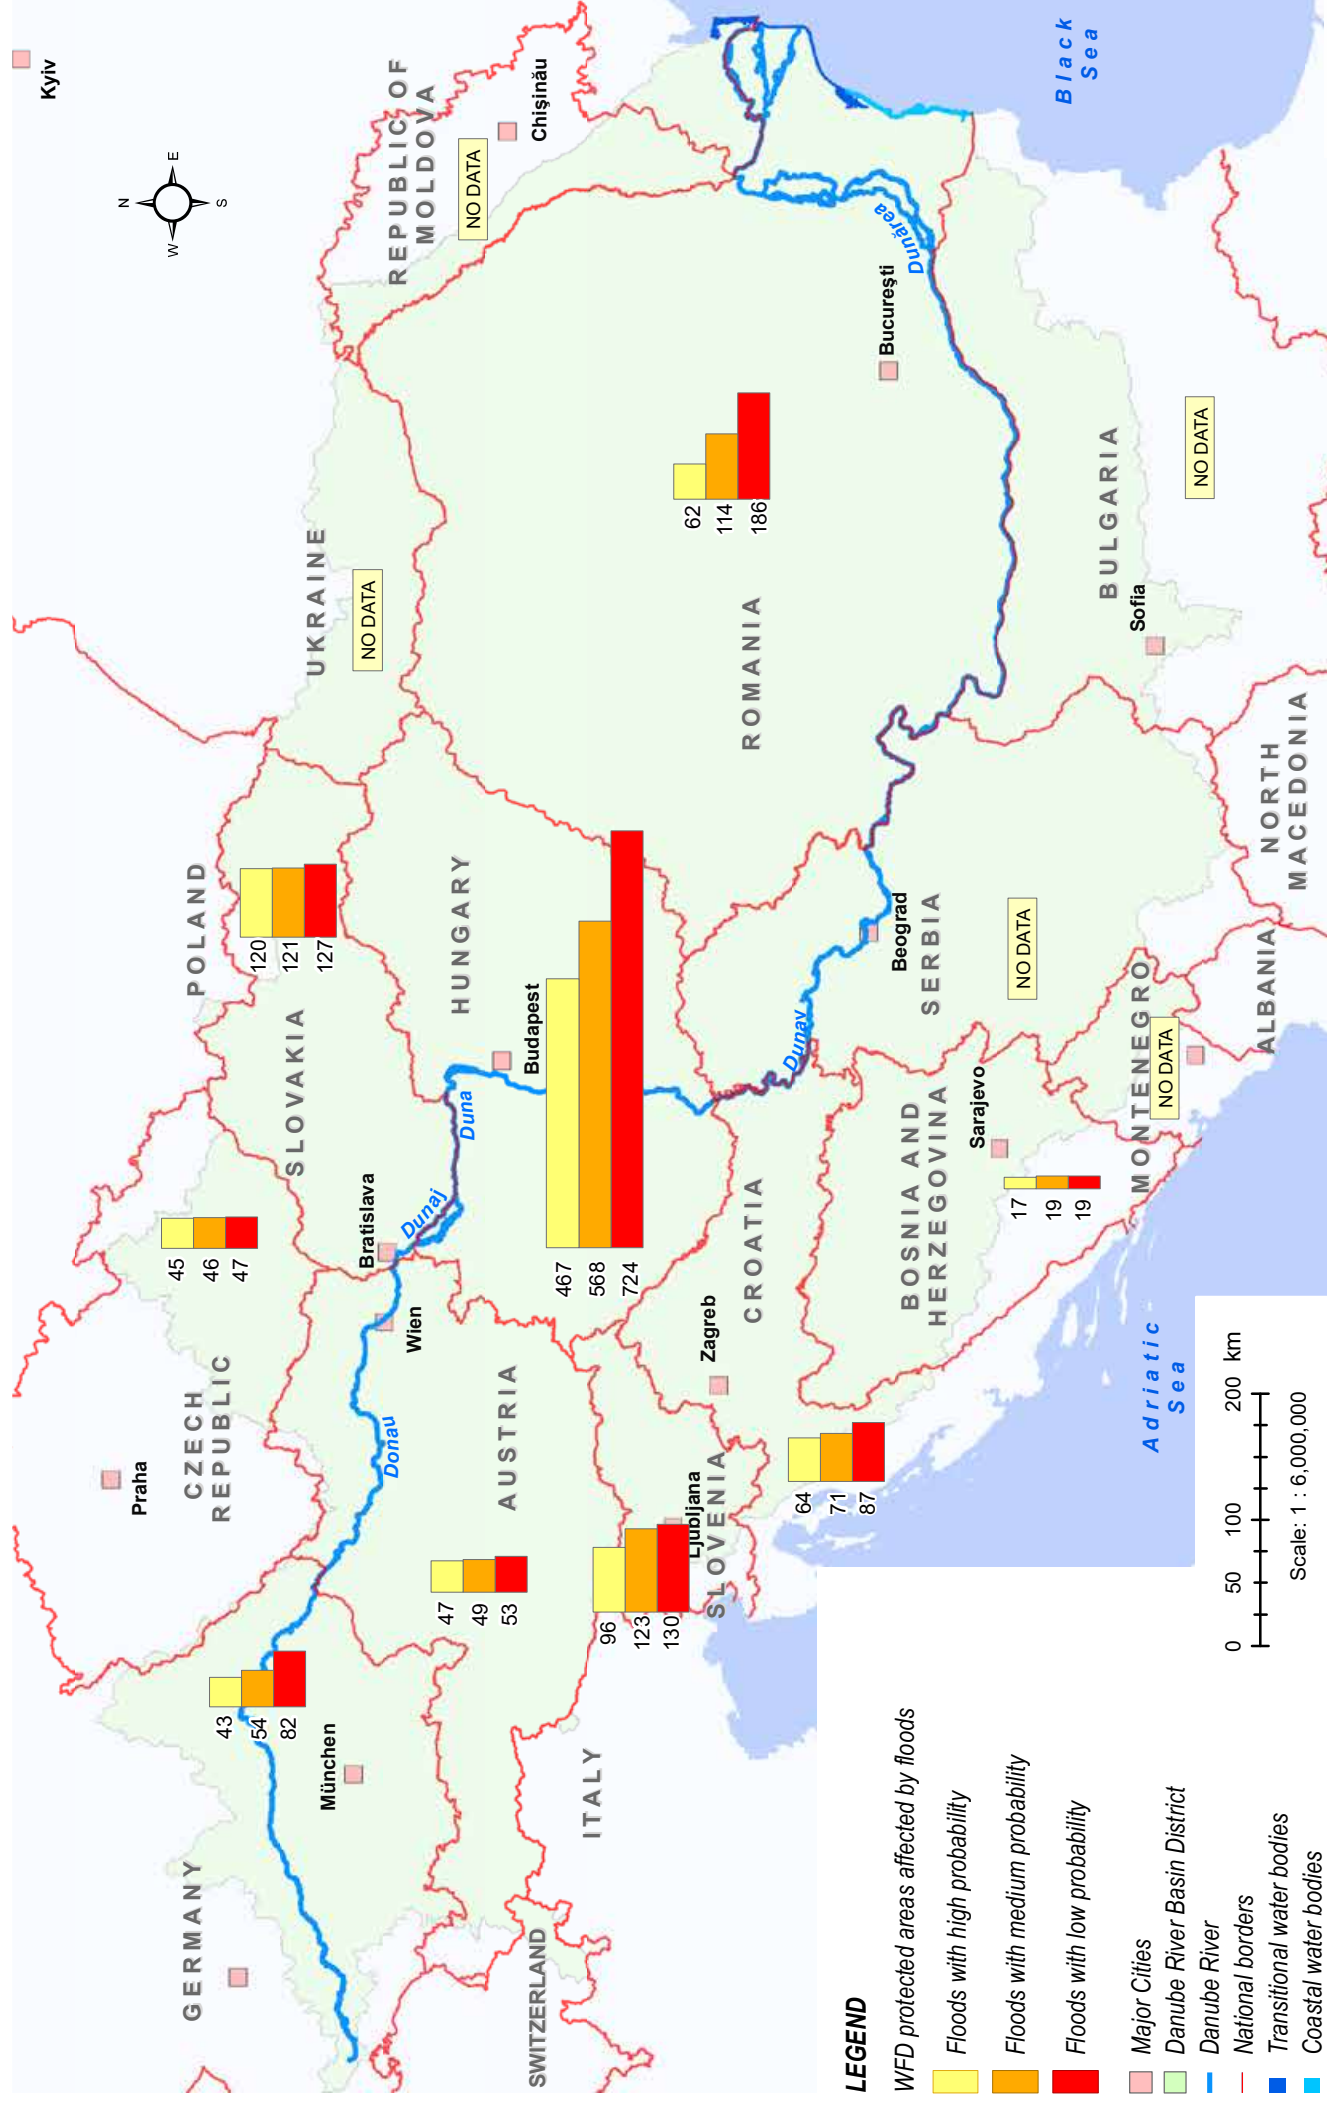 Kyiv
N
W
E
S
REPUBLIC OF
MOLDOVA
Chișinău
NO DATA
UKRAINE
NO DATA
POLAND
120
121
127
CZECH
REPUBLIC
Praha
45
46
47
SLOVAKIA
Bratislava
Dunaj
Duna
GERMANY
München
43
54
82
Donau
Wien
AUSTRIA
47
49
53
HUNGARY
Budapest
467
568
724
ROMANIA
62
114
186
București
Dunărea
Black
Sea
SWITZERLAND
ITALY
SLOVENIA
Ljubljana
96
123
130
Zagreb
CROATIA
64
71
87
BOSNIA AND
HERZEGOVINA
Sarajevo
17
19
19
Dunav
Beograd
SERBIA
NO DATA
BULGARIA
Sofia
NO DATA
MONTENEGRO
NO DATA
ALBANIA
NORTH
MACEDONIA
Adriatic
Sea
LEGEND
WFD protected areas affected by floods
Floods with high probability
Floods with medium probability
Floods with low probability
Major Cities
Danube River Basin District
Danube River
National borders
Transitional water bodies
Coastal water bodies
0 50 100 200 km
Scale: 1 : 6,000,000